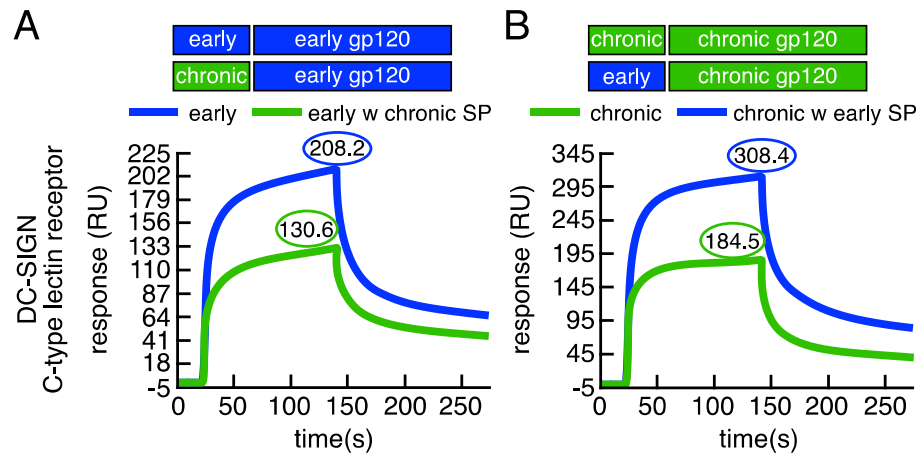 A
early
early gp120
chronic
early gp120
early
early w chronic SP
DC-SIGN
C-type lectin receptor
response (RU)
225
202
179
156
133
110
87
64
41
18
-5
208.2
130.6
0
50
100
150
200
250
time(s)
B
chronic
chronic gp120
early
chronic gp120
chronic
chronic w early SP
response (RU)
345
295
245
195
145
95
45
-5
308.4
184.5
0
50
100
150
200
250
time(s)